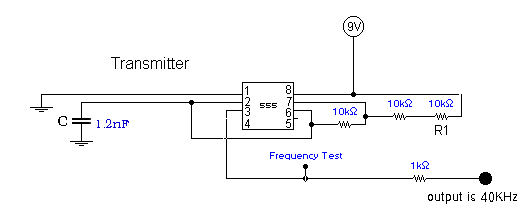 9V
Transmitter
1 8
2 sss 7
3 6
4 5
10kΩ 10kΩ 10kΩ
R1
C 1.2nF
Frequency Test
1kΩ
output is 40KHz